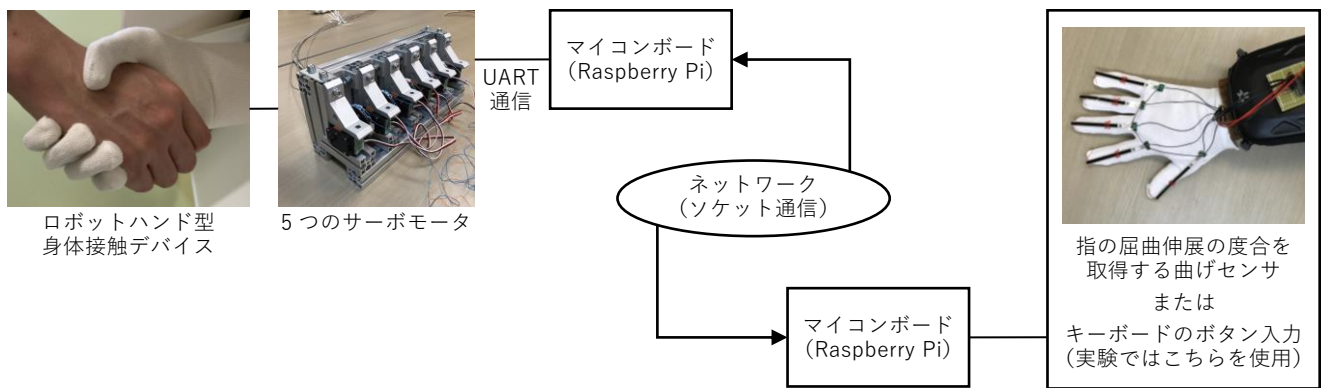 ロボットハンド型
身体接触デバイス
5 つのサーボモータ
UART
通信
マイコンボード
(Raspberry Pi)
ネットワーク
(ソケット通信)
マイコンボード
(Raspberry Pi)
指の屈曲伸展の度合を
取得する曲げセンサ
または
キーボードのボタン入力
(実験ではこちらを使用)